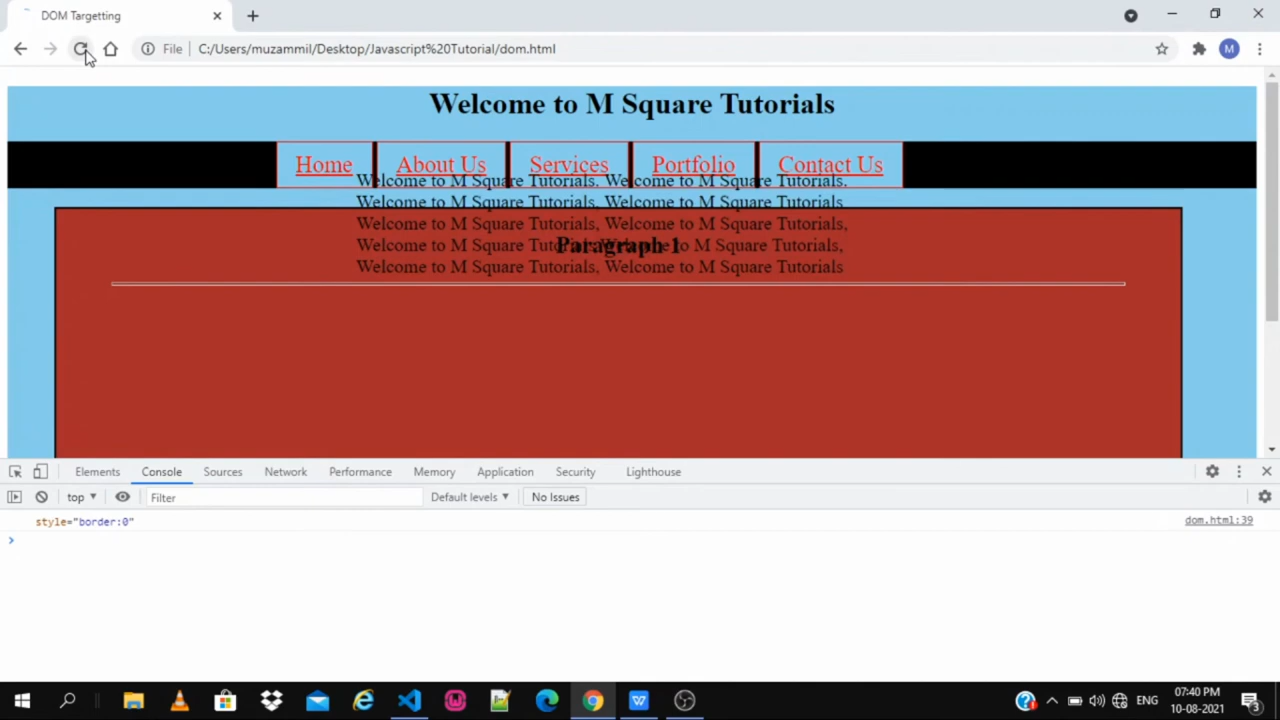 DOM Targetting
File C:/Users/muzammil/Desktop/Javascript%20Tutorial/dom.html
M
Welcome to M Square Tutorials
Home About Us Services Portfolio Contact Us
Welcome to M Square Tutorials. Welcome to M Square Tutorials.
Welcome to M Square Tutorials, Welcome to M Square Tutorials
Welcome to M Square Tutorials, Welcome to M Square Tutorials,
Welcome to M Square Tutorials, Welcome to M Square Tutorials,
Paragraph 1
Welcome to M Square Tutorials, Welcome to M Square Tutorials
Elements Console Sources Network Performance Memory Application Security Lighthouse
top Filter Default levels No Issues
style="border:0" dom.html:39
ENG 07:40 PM
10-08-2021
3